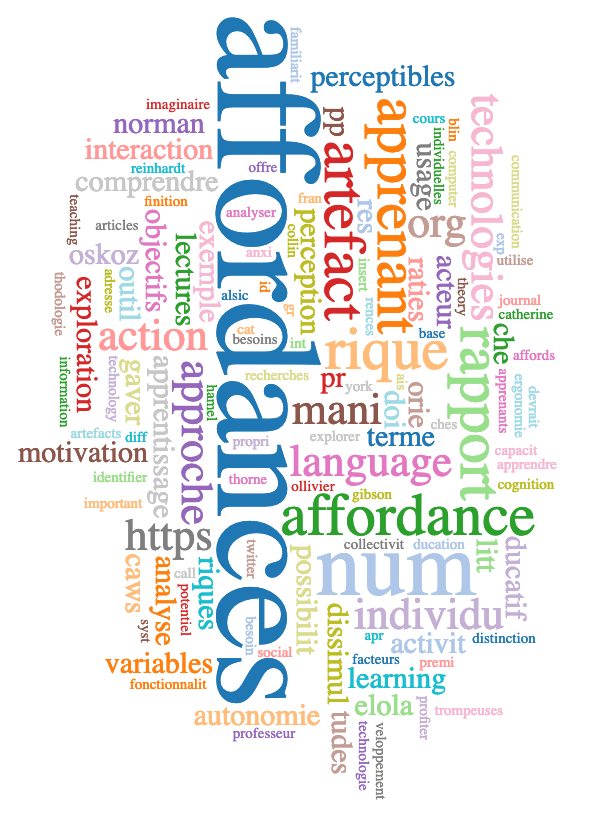 affordances
familiarit
perceptibles
imaginaire
norman
pp
apprenant
technologies
cours
blin
individuelles
interaction
artefact
usage
computer
communication
reinhardt
offre
comprendre
finition
fran
res
org
teaching
articles
objectifs
exemple
analyser
perception
collin
exp
utilise
oskoz
lectures
anxi
insert
raties
acteur
theory
thodologie
exploration
adresse
outil
alsic
id
gr
rences
journal
catherine
action
cat
besoins
int
base
rique
rapport
che
affords
information
technology
gaver
apprentissage
approche
hamel
recherches
pr
york
ais
orie
doi
apprenants
ergonomie
devrait
mani
artefacts
diff
motivation
propri
explorer
terme
ches
capacit
apprendre
identifier
thorne
language
ollivier
gibson
cognition
important
affordance
https
twitter
collectivit
ducation
litt
ducatif
caws
analyse
call
riques
possibilit
num
potentiel
syst
besoin
dissimul
individu
apr
activit
distinction
variables
social
facteurs
premi
fonctionnalit
learning
autonomie
elola
profiter
trompeuses
professeur
tudes
technologie
veloppement